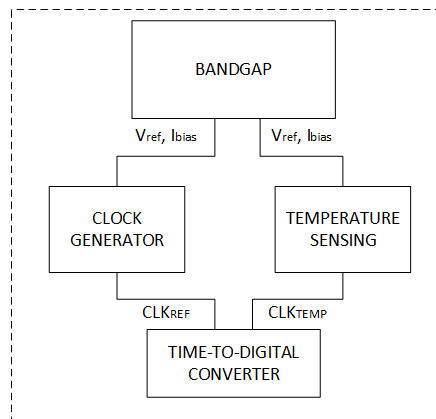 BANDGAP
Vref, Ibias Vref, Ibias
CLOCK GENERATOR
TEMPERATURE SENSING
CLKREF CLKTEMP
TIME-TO-DIGITAL
CONVERTER